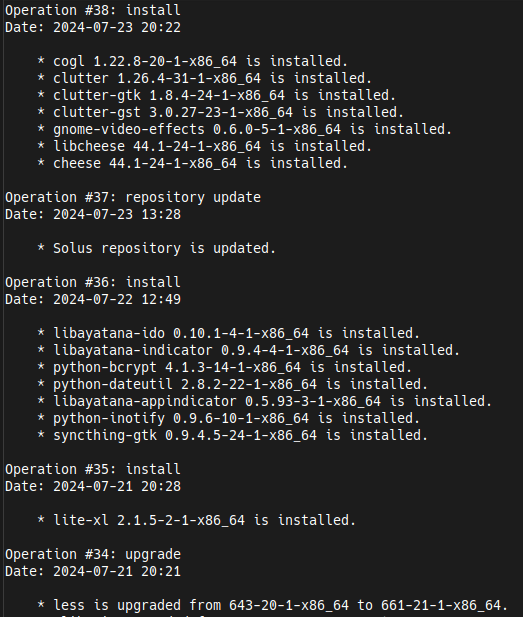 Operation #38: install
Date: 2024-07-23 20:22
* cogl 1.22.8-20-1-x86_64 is installed.
* clutter 1.26.4-31-1-x86_64 is installed.
* clutter-gtk 1.8.4-24-1-x86_64 is installed.
* clutter-gst 3.0.27-23-1-x86_64 is installed.
* gnome-video-effects 0.6.0-5-1-x86_64 is installed.
* libcheese 44.1-24-1-x86_64 is installed.
* cheese 44.1-24-1-x86_64 is installed.
Operation #37: repository update
Date: 2024-07-23 13:28
* Solus repository is updated.
Operation #36: install
Date: 2024-07-22 12:49
* libayatana-ido 0.10.1-4-1-x86_64 is installed.
* libayatana-indicator 0.9.4-4-1-x86_64 is installed.
* python-bcrypt 4.1.3-14-1-x86_64 is installed.
* python-dateutil 2.8.2-22-1-x86_64 is installed.
* libayatana-appindicator 0.5.93-3-1-x86_64 is installed.
* python-inotify 0.9.6-10-1-x86_64 is installed.
* syncthing-gtk 0.9.4.5-24-1-x86_64 is installed.
Operation #35: install
Date: 2024-07-21 20:28
* lite-xl 2.1.5-2-1-x86_64 is installed.
Operation #34: upgrade
Date: 2024-07-21 20:21
* less is upgraded from 643-20-1-x86_64 to 661-21-1-x86_64.